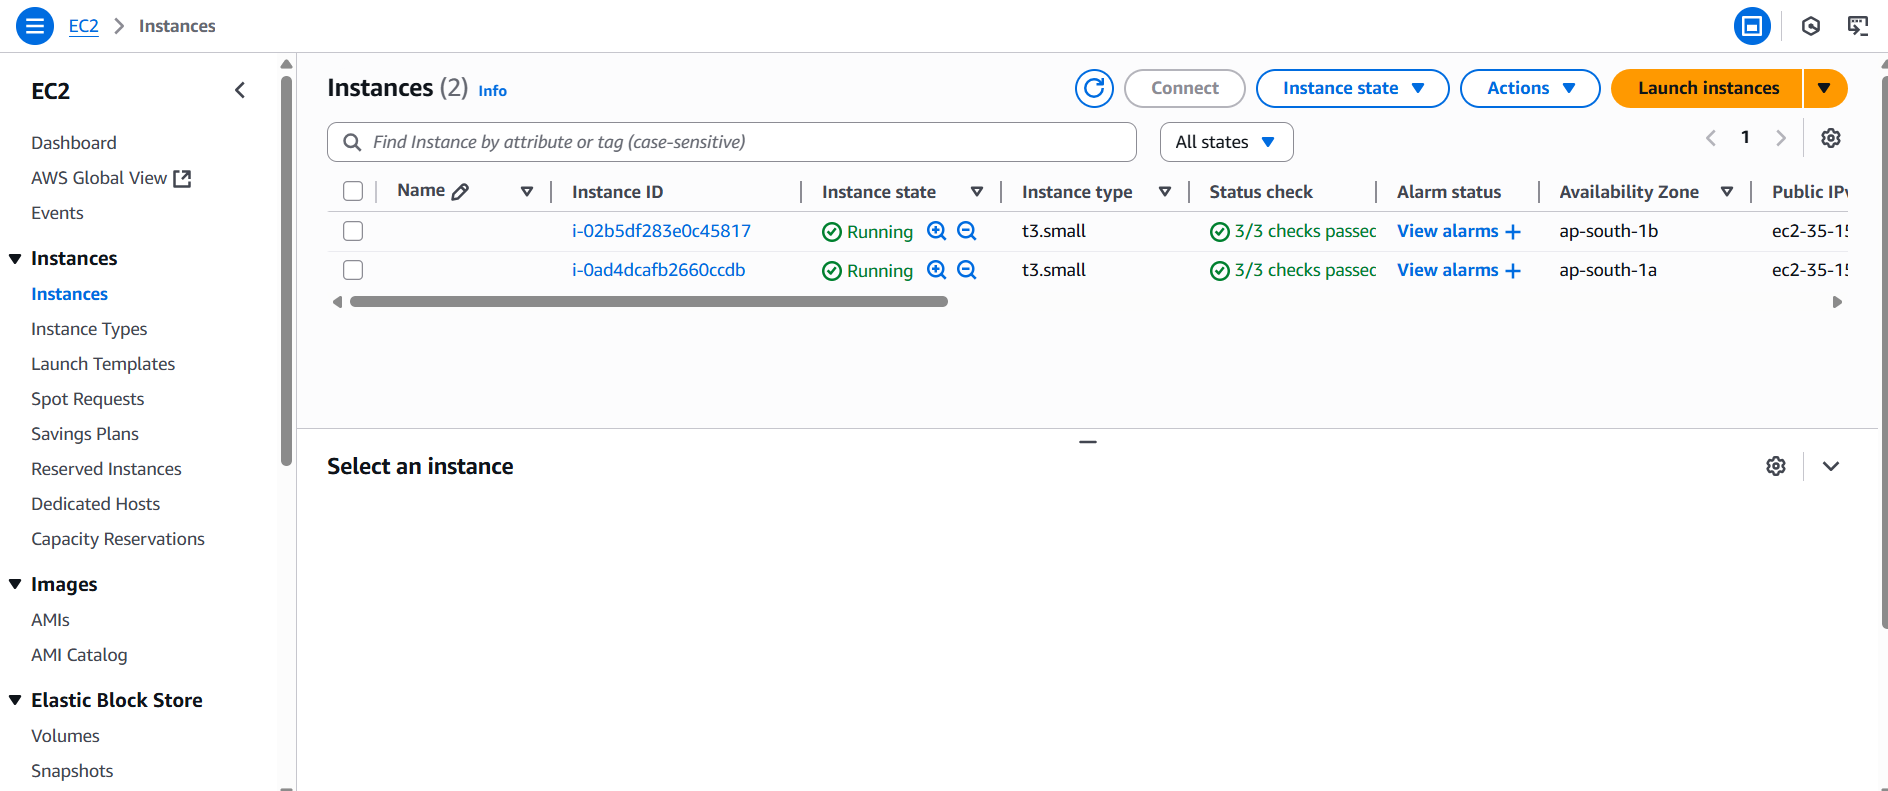 EC2 > Instances
EC2
Dashboard
AWS Global View
Events
Instances
Instances
Instance Types
Launch Templates
Spot Requests
Savings Plans
Reserved Instances
Dedicated Hosts
Capacity Reservations
Images
AMIs
AMI Catalog
Elastic Block Store
Volumes
Snapshots
Instances (2) Info
Connect Instance state Actions Launch instances
Find Instance by attribute or tag (case-sensitive) All states 1
Name Instance ID Instance state Instance type Status check Alarm status Availability Zone Public
i-02b5df283e0c45817 Running t3.small 3/3 checks View alarms + ap-south-1b ec2-35-15
i-0ad4dcafb2660ccdb Running t3.small 3/3 checks View alarms + ap-south-1a ec2-35-15
Select an instance